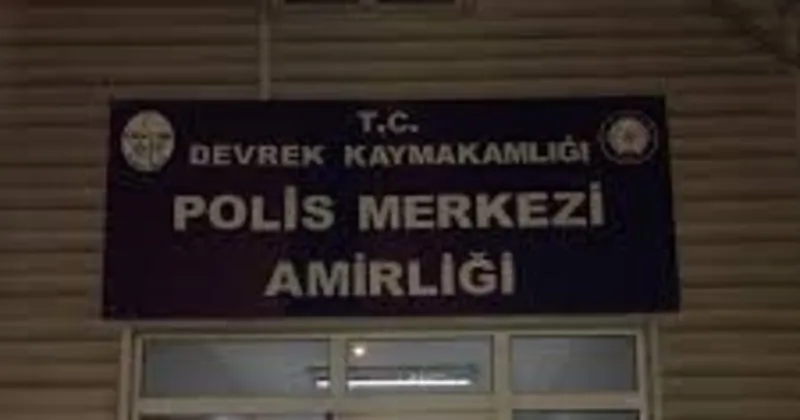 T.C.
DEVREK KAYMAKAMLIĞI
POLİS MERKEZİ
AMİRLİĞİ